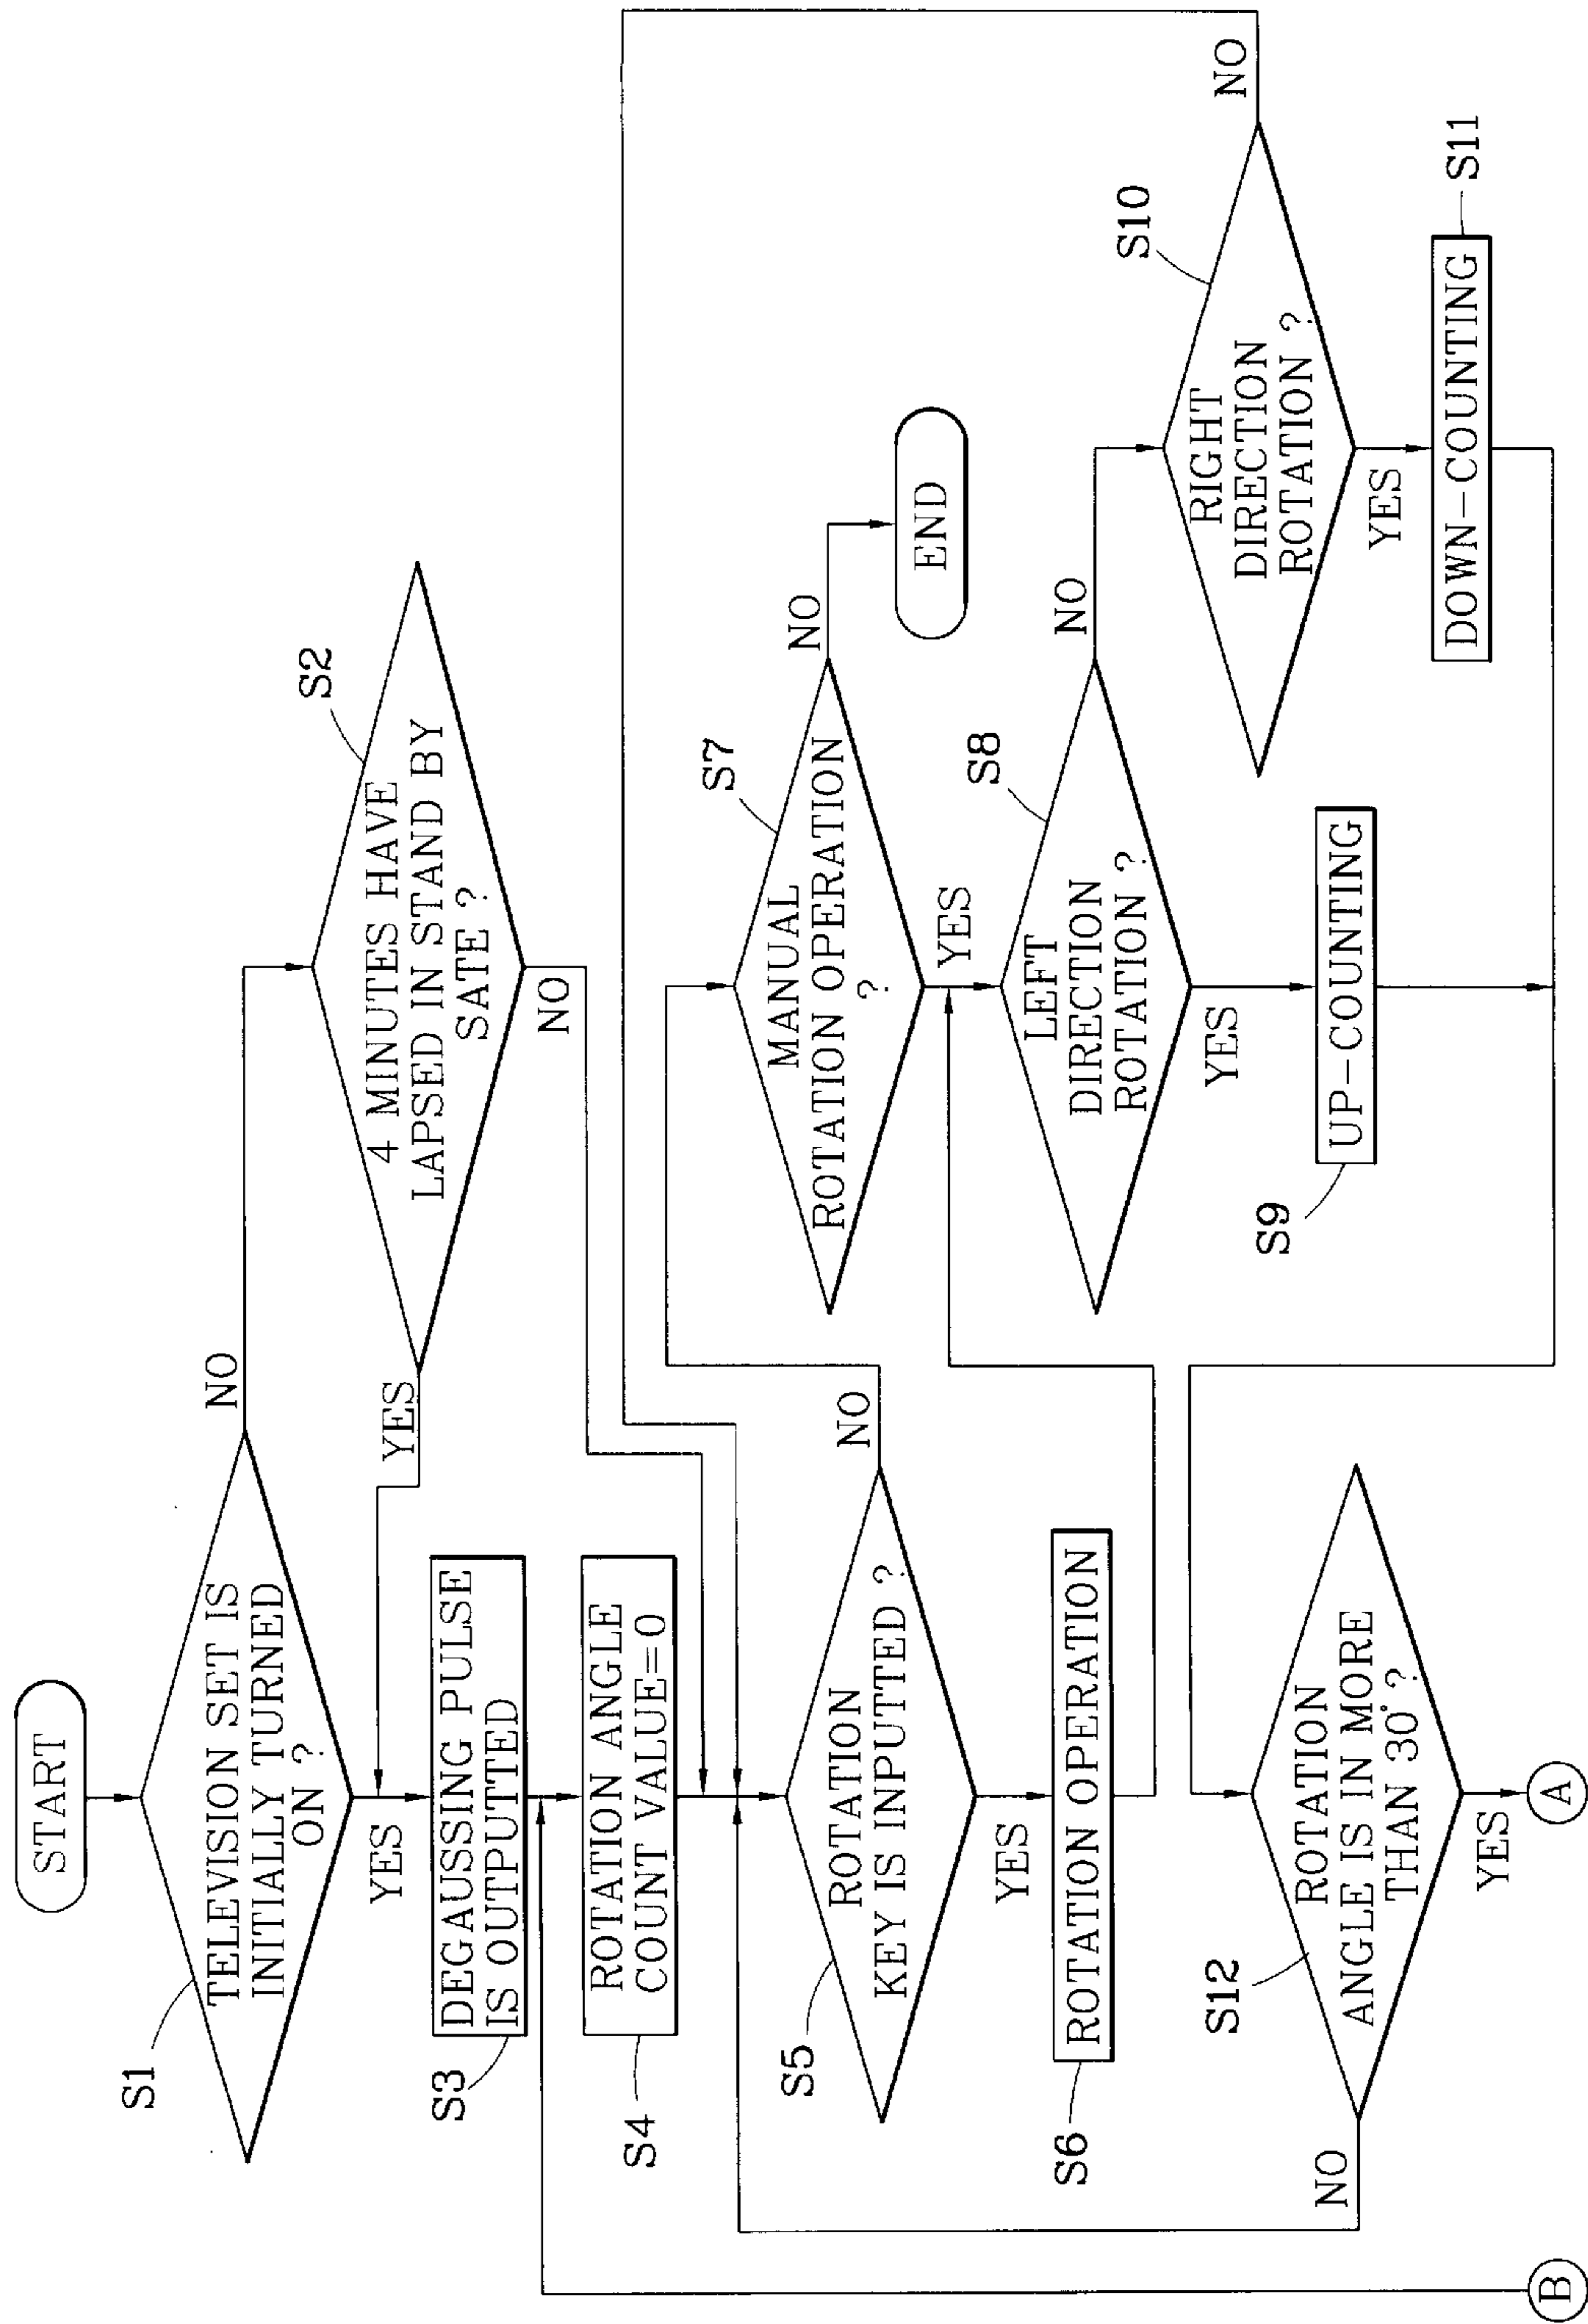 START
S1
TELEVISION SET IS
INITIALLY TURNED
ON ?
NO
YES
S2
4 MINUTES HAVE
LAPSED IN STAND BY
SATE ?
YES
NO
S3
DEGAUSSING PULSE
IS OUTPUTTED
S4
ROTATION ANGLE
COUNT VALUE=0
S5
ROTATION
KEY IS INPUTTED ?
NO
YES
S6
ROTATION OPERATION
S7
MANUAL
ROTATION OPERATION
?
NO
END
YES
S8
LEFT
DIRECTION
ROTATION ?
NO
YES
S9
UP-COUNTING
S10
RIGHT
DIRECTION
ROTATION ?
NO
YES
S11
DOWN-COUNTING
S12
ROTATION
ANGLE IS IN MORE
THAN 30° ?
NO
YES
A
B